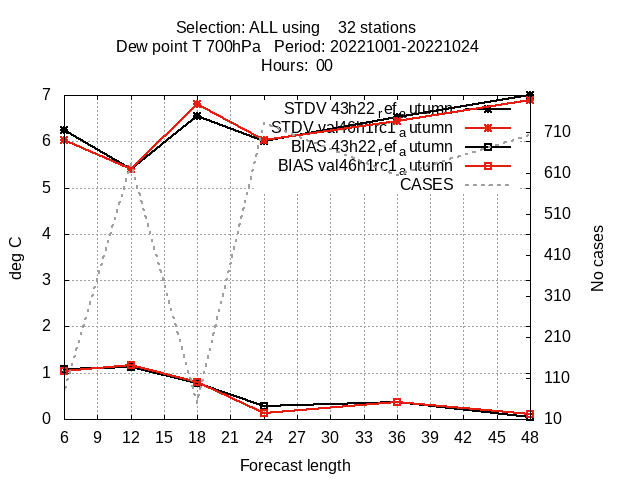 Selection: ALL using    32 stations
Dew point T 700hPa   Period: 20221001-20221024
Hours:  00
7
6
5
4
3
2
1
0
deg C
STDV 43h22_ref_autumn
STDV val46h1rc1_autumn
BIAS 43h22_ref_autumn
BIAS val46h1rc1_autumn
CASES
710
610
510
410
310
210
110
10
No cases
6 9 12 15 18 21 24 27 30 33 36 39 42 45 48
Forecast length